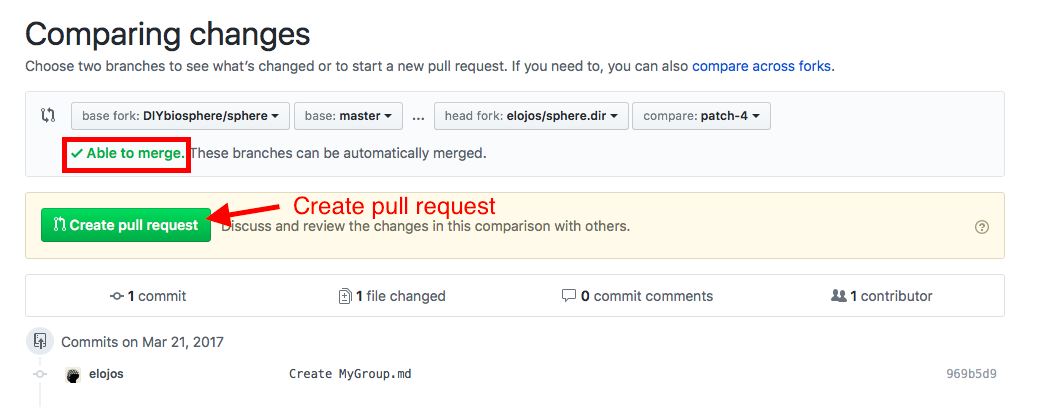 Comparing changes
Choose two branches to see what's changed or to start a new pull request. If you need to, you can also compare across forks.
base fork: DIYbiosphere/sphere base: master ... head fork: elojos/sphere.dir compare: patch-4
Able to merge. These branches can be automatically merged.
Create pull request
Create pull request Discuss and review the changes in this comparison with others. ?
1 commit 1 file changed 0 commit comments 1 contributor
Commits on Mar 21, 2017
elojos Create MyGroup.md 969b5d9